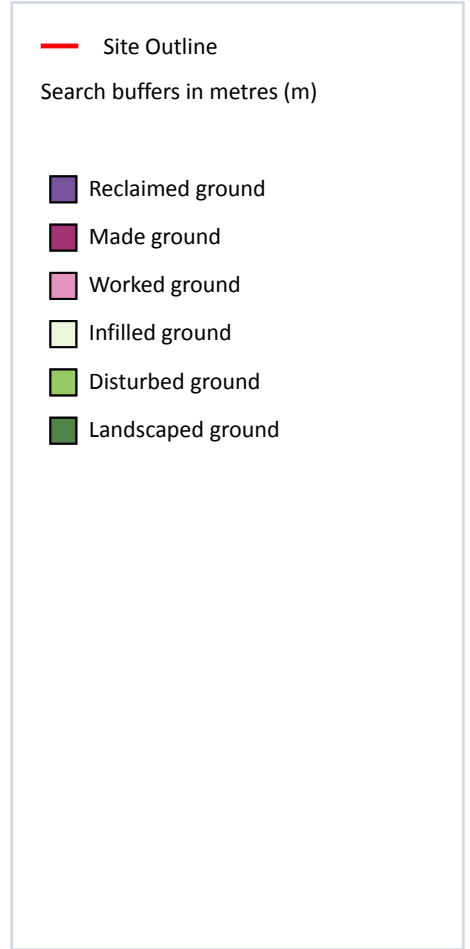 Site Outline
Search buffers in metres (m)
Reclaimed ground
Made ground
Worked ground
Infilled ground
Disturbed ground
Landscaped ground